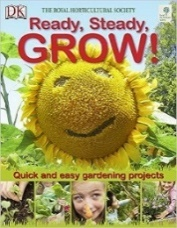 DK
THE ROYAL HORTICULTURAL SOCIETY
Ready, Steady,
GROW!
Quick and easy gardening projects